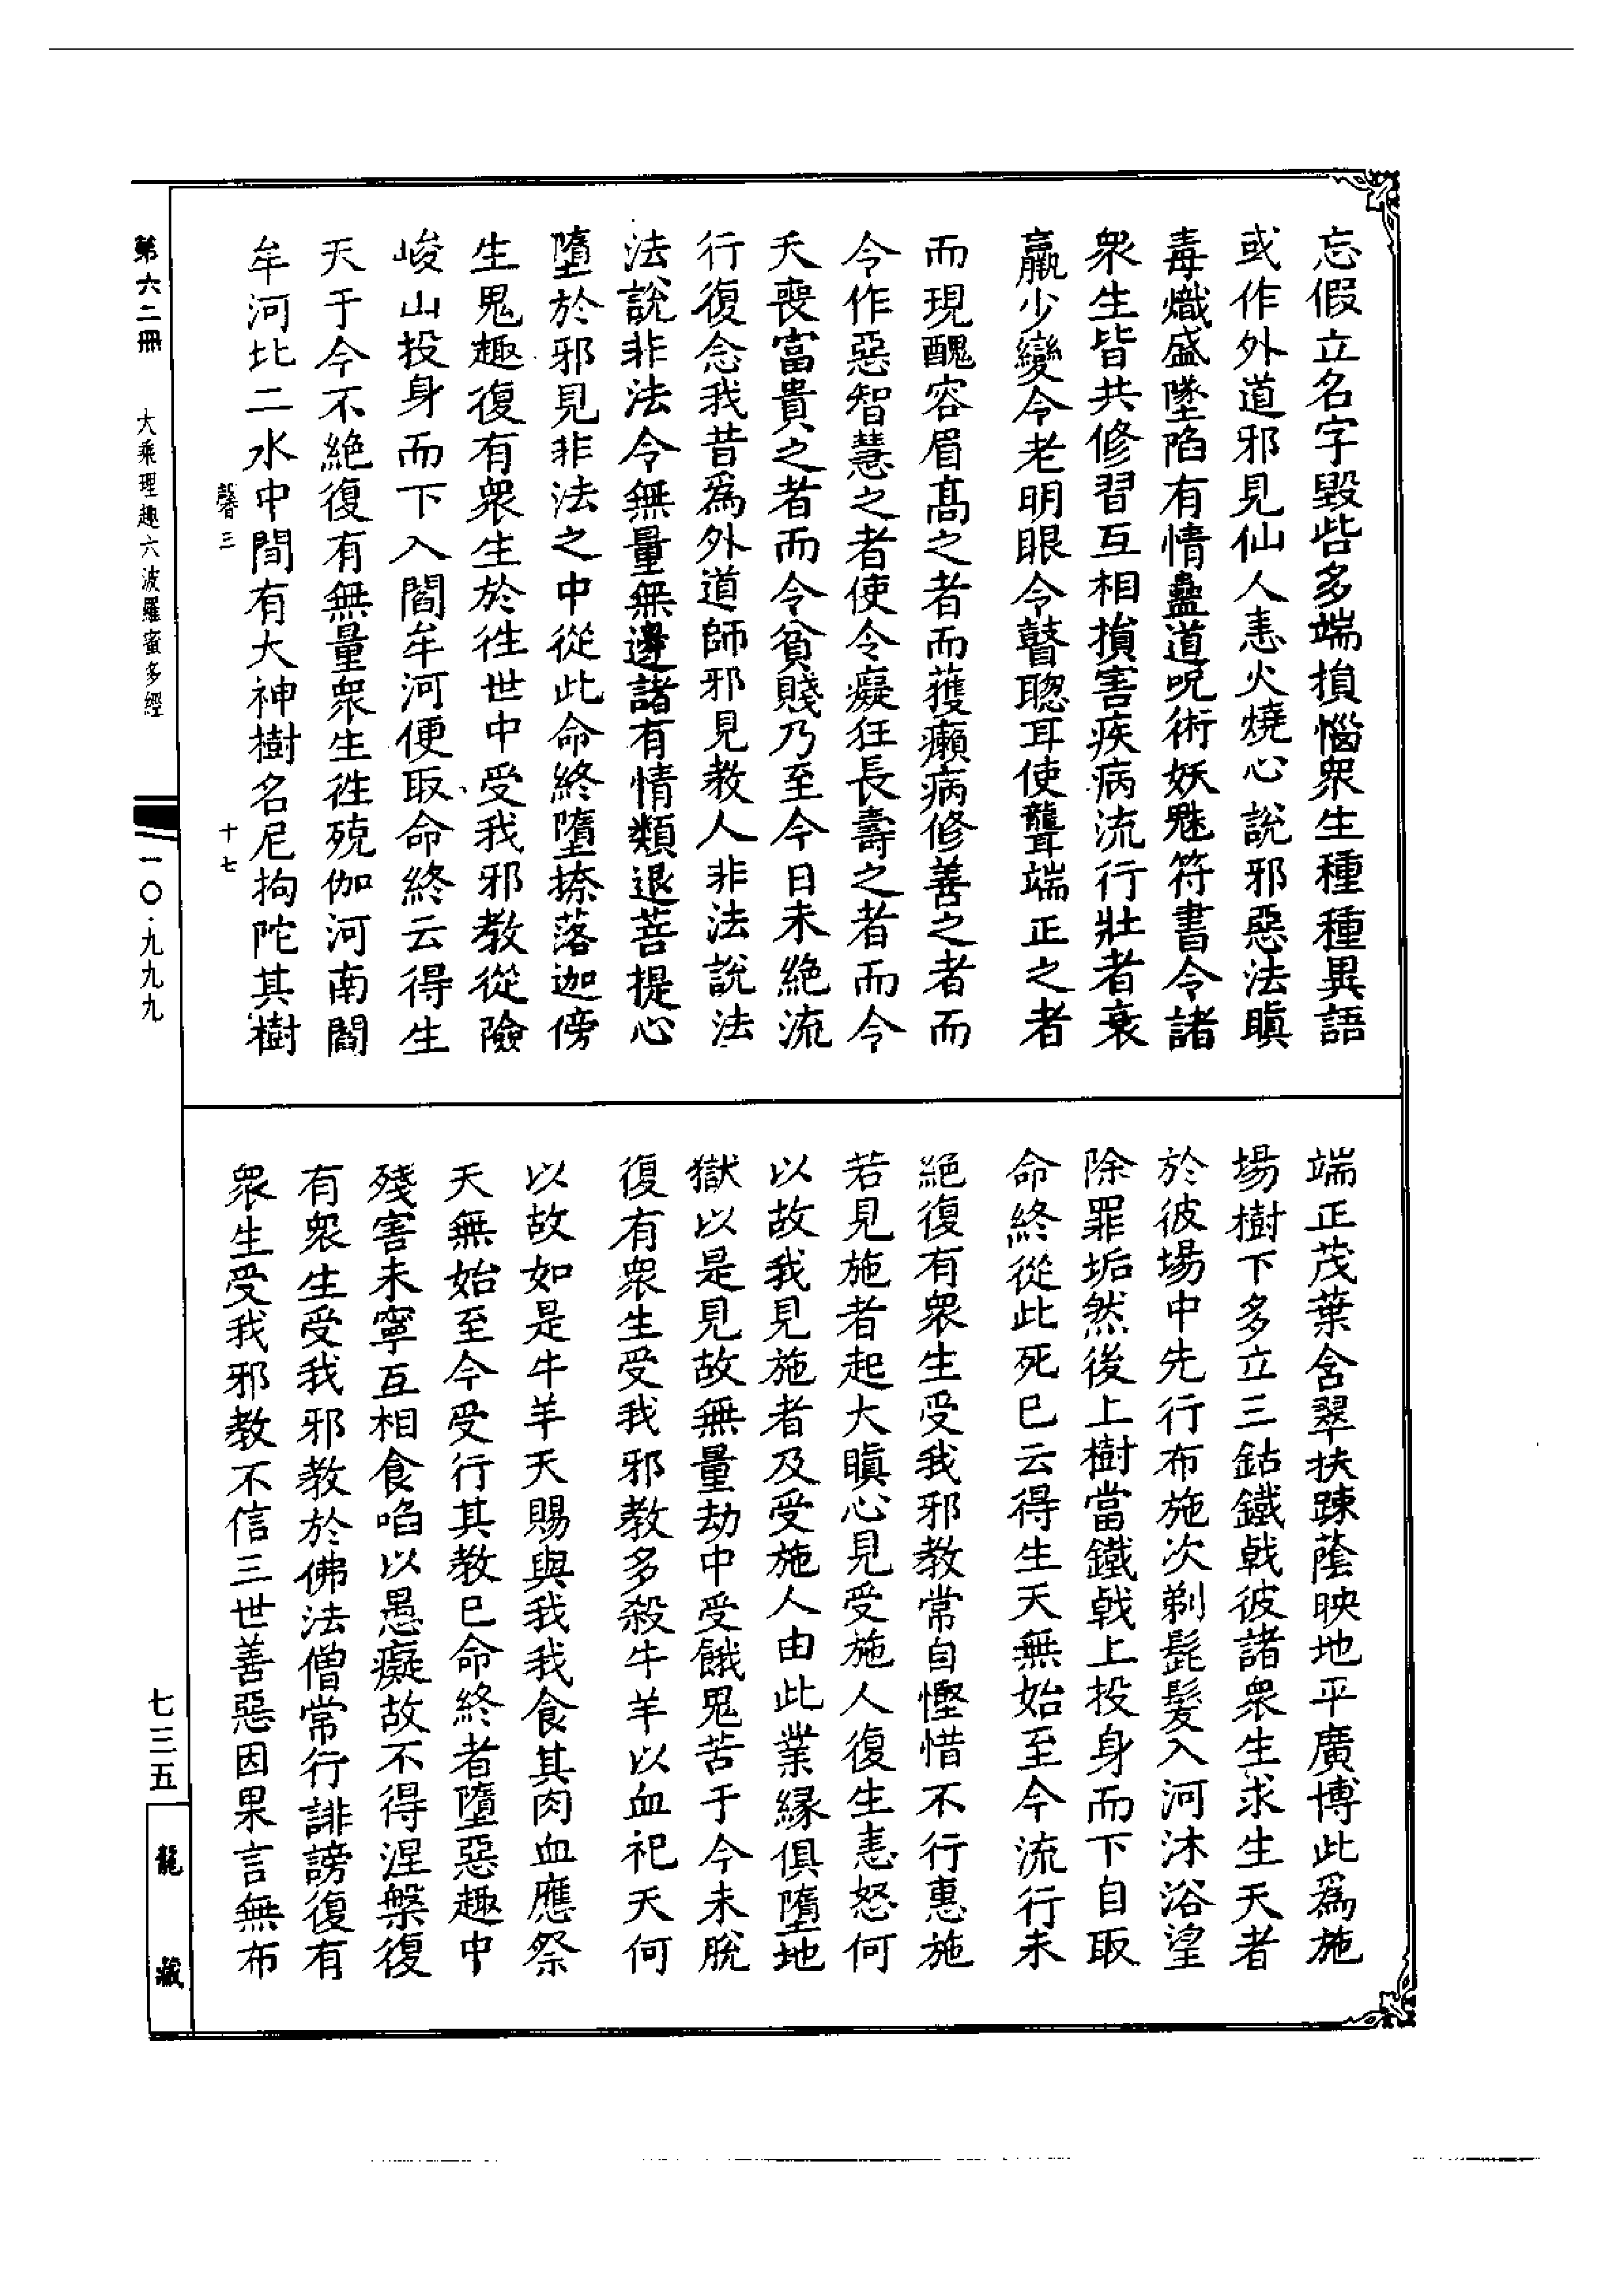 忘假立名字毀呰多端損惱衆生種種異語
或作外道邪見仙人恚火燒心說邪惡法瞋
毒熾盛墜陷有情蠱道呪術妖魅符書令諸
衆生皆共修習互相損害疾病流行壯者衰
羸少變令老明眼令瞽聰耳使聾端正之者
而現醜容眉髙之者而獲癩病修善之者而
令作惡智慧之者使令癡狂長壽之者而令
夭喪富貴之者而令貧賤乃至今日未絶流
行復念我昔爲外道師邪見教人非法說法
法說非法令無量無邊諸有情類退菩提心
墮於邪見非法之中從此命終墮捺落迦傍
生鬼趣復有衆生於徃世中受我邪教從險
峻山投身而下入閻牟河便取命終云得生
天于今不絶復有無量衆生徃殑伽河南閻
牟河北二水中間有大神樹名尼拘陀其樹
端正茂葉含翠扶踈蔭映地平廣博此爲施
場樹下多立三鈷鐵戟彼諸衆生求生天者
於彼場中先行布施次剃髭髮入河沐浴望
除罪垢然後上樹當鐵戟上投身而下自取
命終從此死已云得生天無始至今流行未
絶復有衆生受我邪教常自慳惜不行惠施
若見施者起大瞋心見受施人復生恚怒何
以故我見施者及受施人由此業緣俱墮地
獄以是見故無量劫中受餓鬼苦于今未脫
復有衆生受我邪教多殺牛羊以血祀天何
以故如是牛羊天賜與我我食其肉血應祭
天無始至今受行其教已命終者墮惡趣中
殘害未寧互相食啗以愚癡故不得涅槃復
有衆生受我邪教於佛法僧常行誹謗復有
衆生受我邪教不信三世善惡因果言無布
馨三 十七
第六二冊 大乘理趣六波羅蜜多經 一〇·九九九
七三五 龍藏